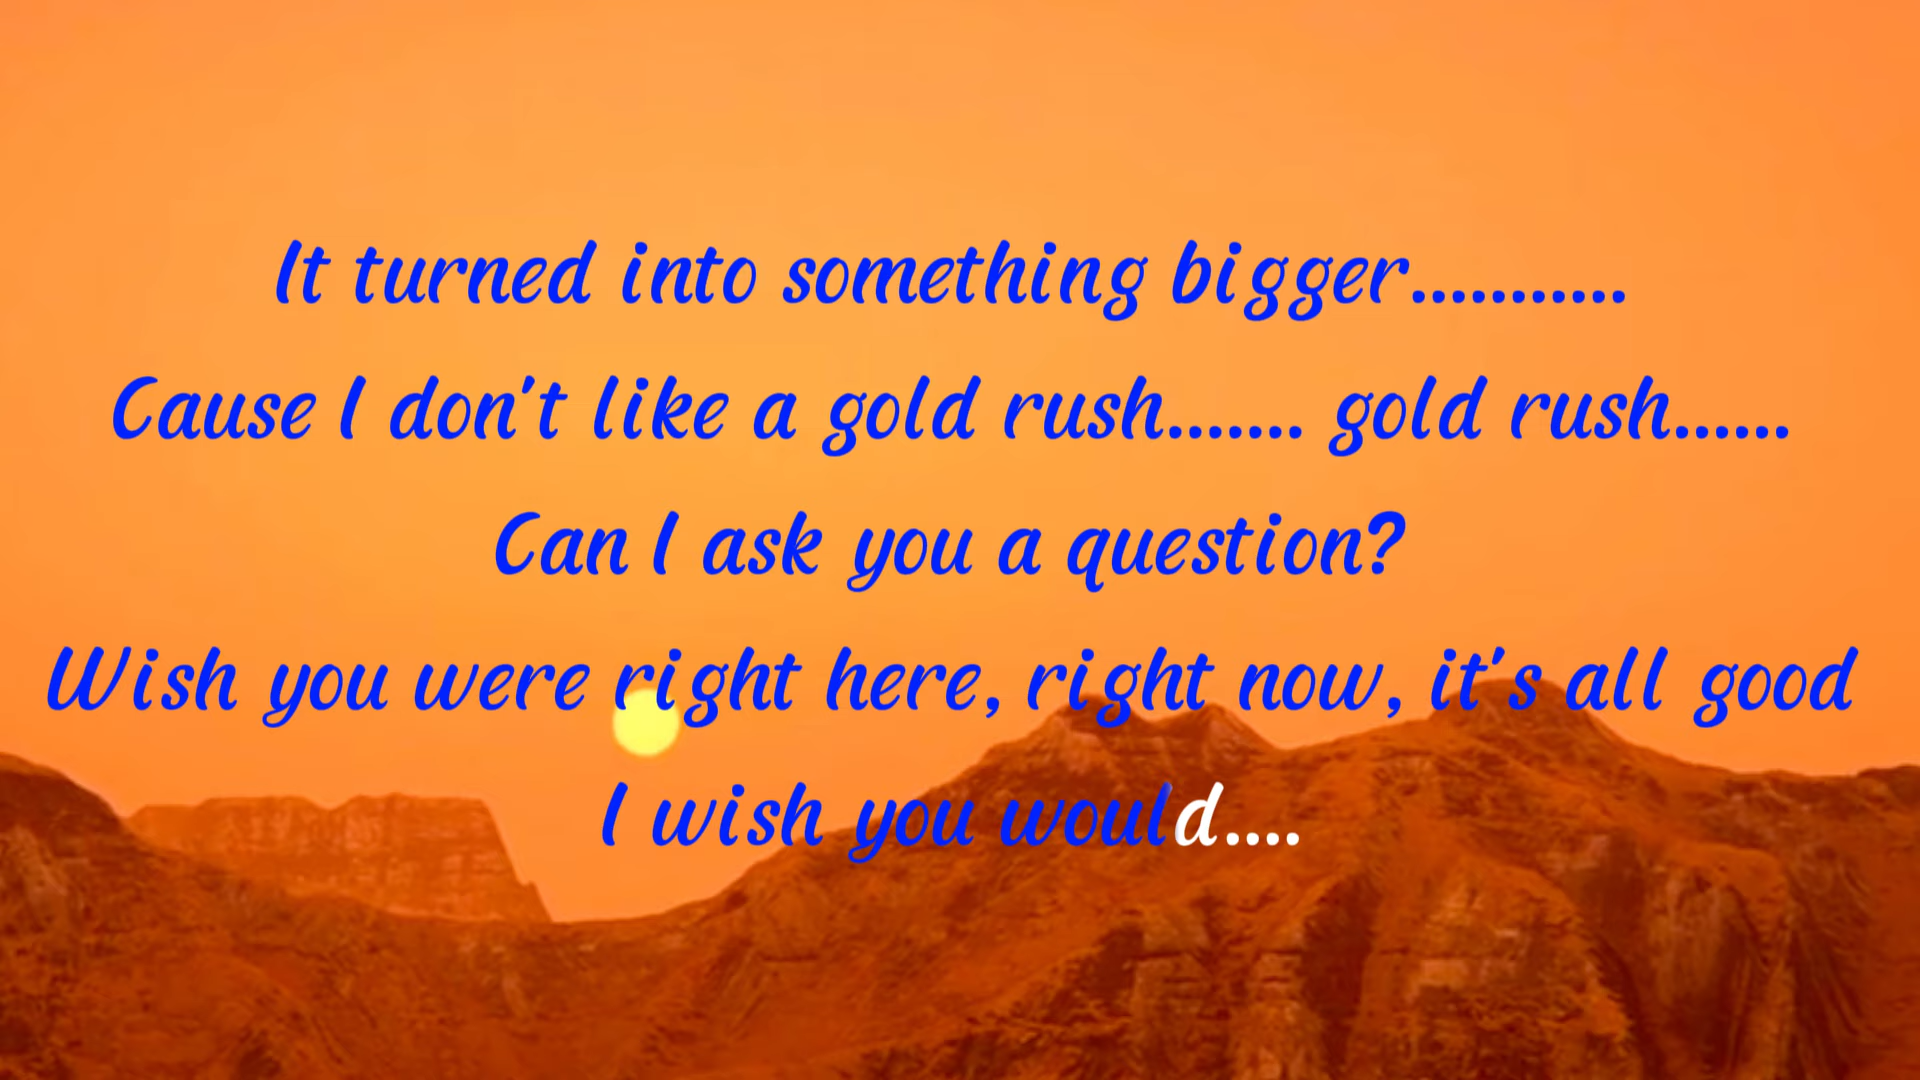 It turned into something bigger...........
Cause I don't like a gold rush....... gold rush......
Can I ask you a question?
Wish you were right here, right now, it's all good
I wish you would....